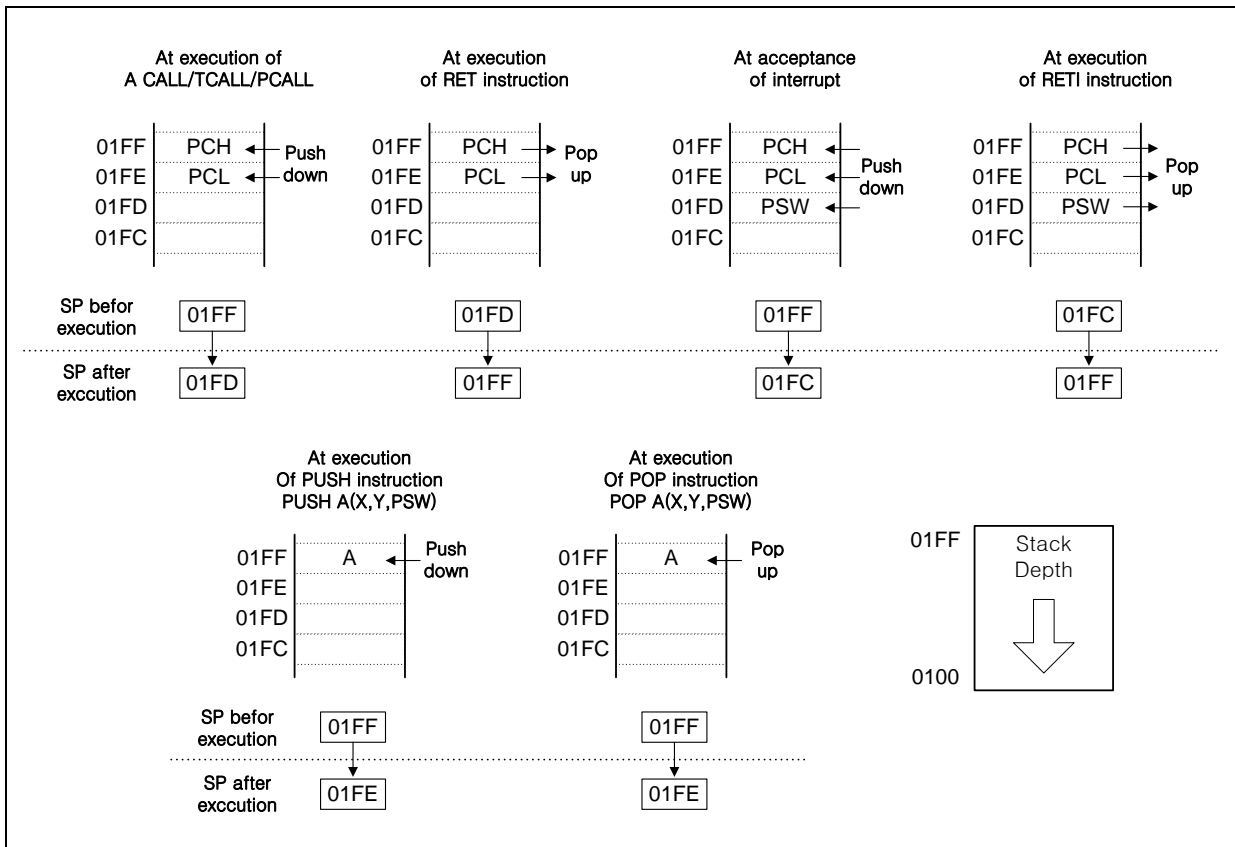 At execution of
A CALL/TCALL/PCALL
At execution
of RET instruction
At acceptance
of interrupt
At execution
of RETI instruction
01FF PCH Push
01FE PCL down
01FD
01FC
01FF PCH Pop
01FE PCL up
01FD
01FC
01FF PCH
01FE PCL Push
01FD PSW down
01FC
01FF PCH
01FE PCL Pop
01FD PSW up
01FC
SP befor
execution
01FF
01FD
01FF
01FC
SP after
exccution
01FD
01FF
01FC
01FF
At execution
Of PUSH instruction
PUSH A(X,Y,PSW)
At execution
Of POP instruction
POP A(X,Y,PSW)
01FF A Push
01FE down
01FD
01FC
01FF A Pop
01FE up
01FD
01FC
01FF
Stack
Depth
0100
SP befor
execution
01FF
01FF
SP after
exccution
01FE
01FE